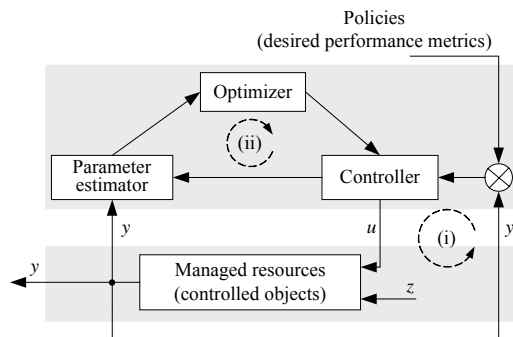 Policies
(desired performance metrics)
Optimizer
(ii)
Parameter
estimator
Controller
y
u
(i)
y
y
Managed resources
(controlled objects)
z